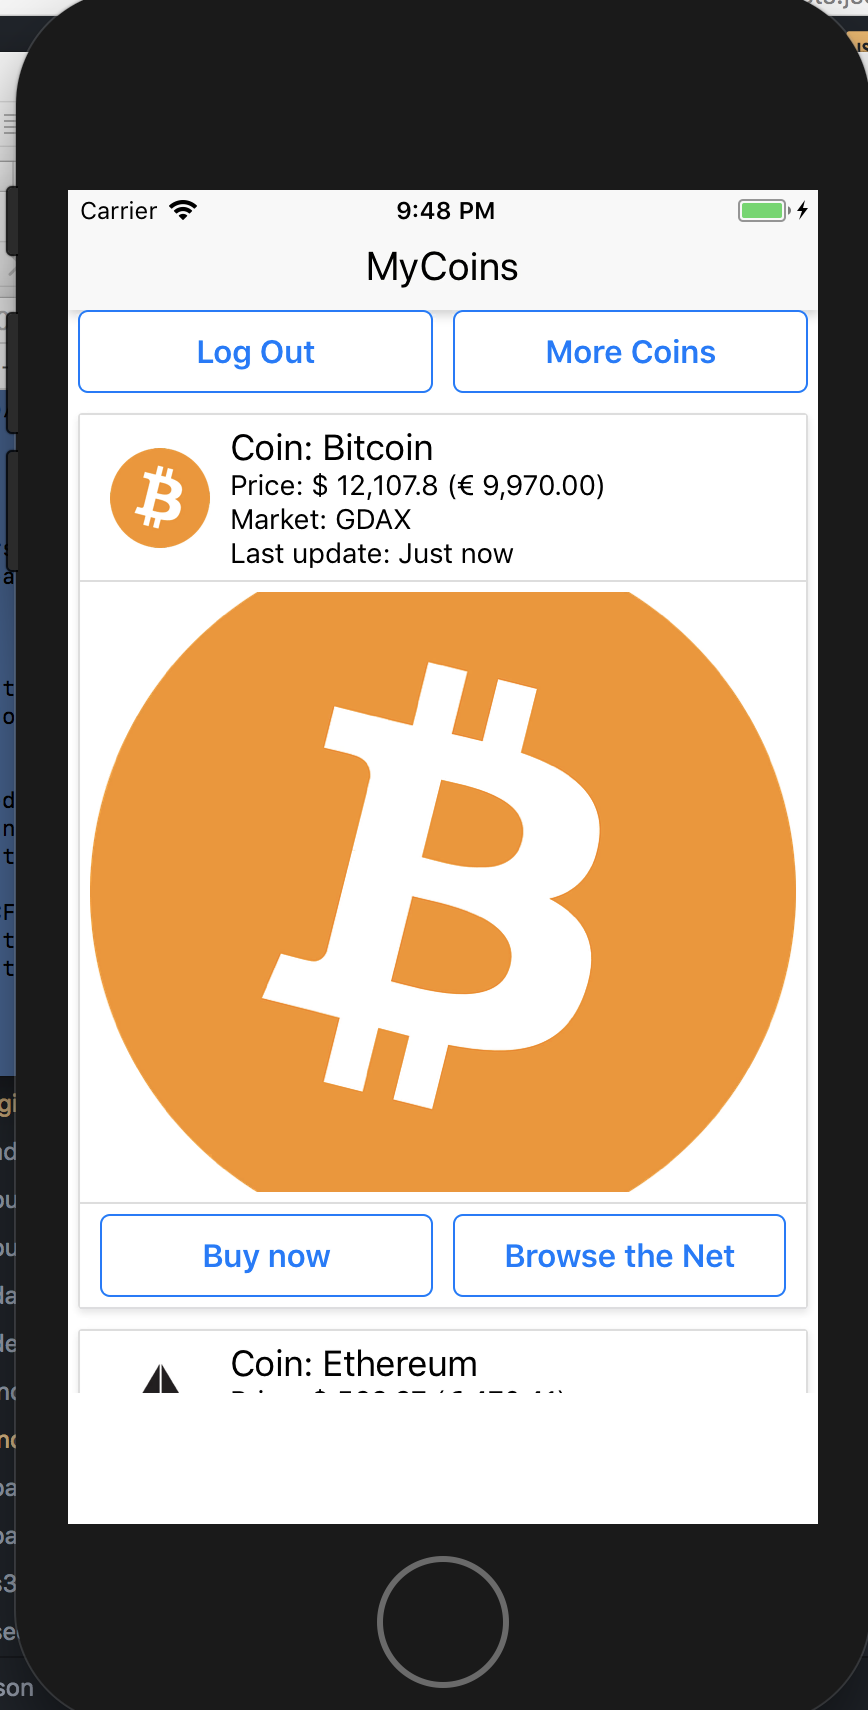 Carrier 9:48 PM
MyCoins
Log Out More Coins
Coin: Bitcoin
Price: $ 12,107.8 (€ 9,970.00)
Market: GDAX
Last update: Just now
Buy now Browse the Net
Coin: Ethereum
son